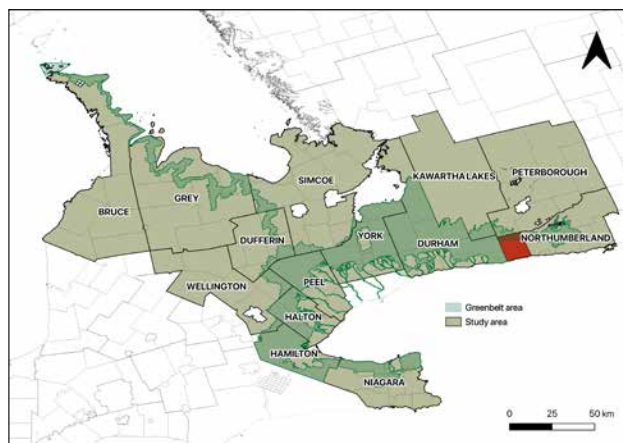 KAWARTHA LAKES
PETERBOROUGH
SIMCOE
GREY
BRUCE
DUFFERIN
YORK
DURHAM
NORTHUMBERLAND
WELLINGTON
PEEL
HALTON
HAMILTON
NIAGARA
Greenbelt area
Study area
0 25 50 km